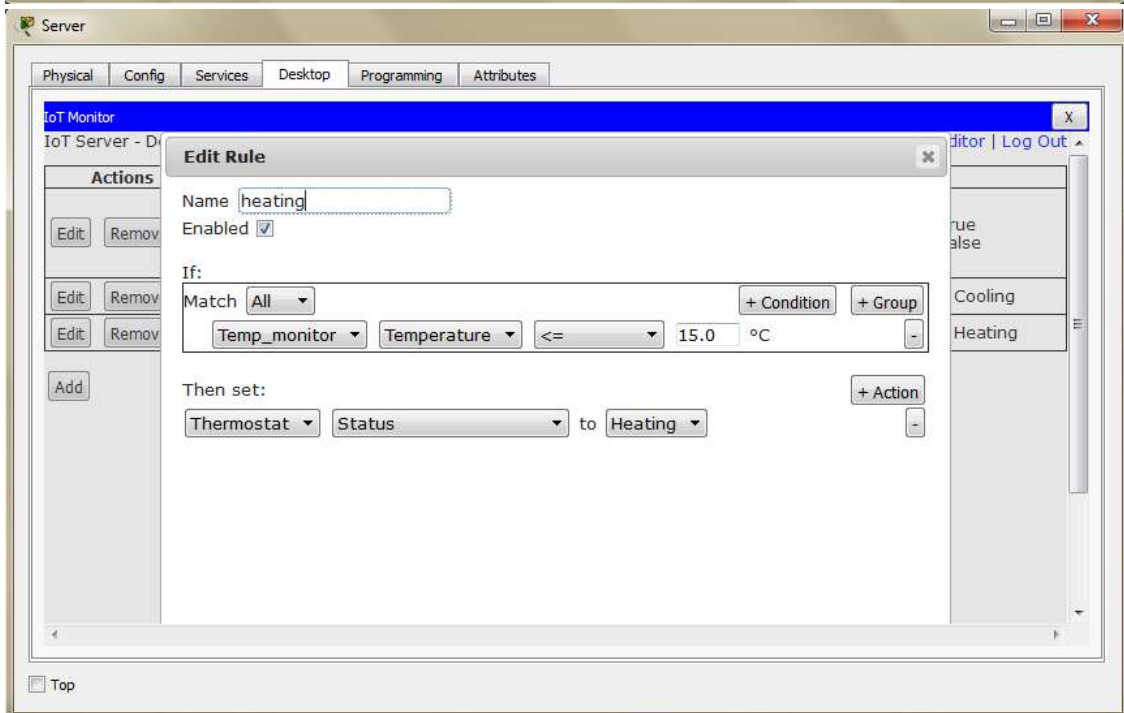 Server
Physical Config Services Desktop Programming Attributes
IoT Monitor X
IoT Server - D ditor | Log Out
Actions
Edit Rule
Name heating
Enabled
Edit Remov rue
alse
If:
Match All + Condition + Group
Edit Remov Cooling
Temp_monitor Temperature <= 15.0 °C -
Edit Remov Heating
Add Then set: + Action
Thermostat Status to Heating -
Top